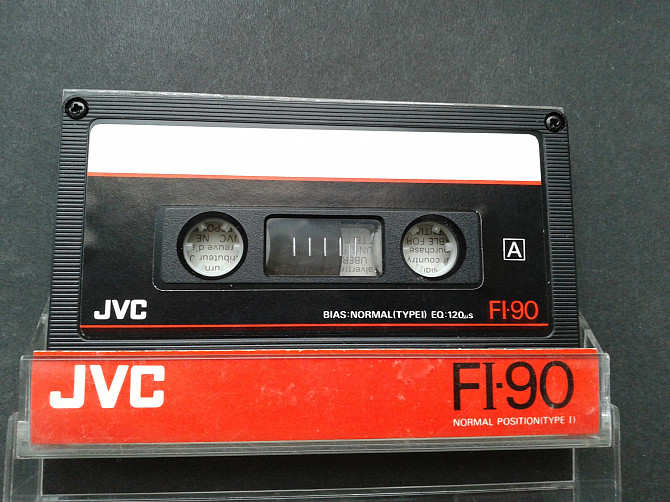 A
JVC
BIAS:NORMAL(TYPEI) EQ:120µs
FI-90
JVC
FI-90
NORMAL POSITION(TYPE I)